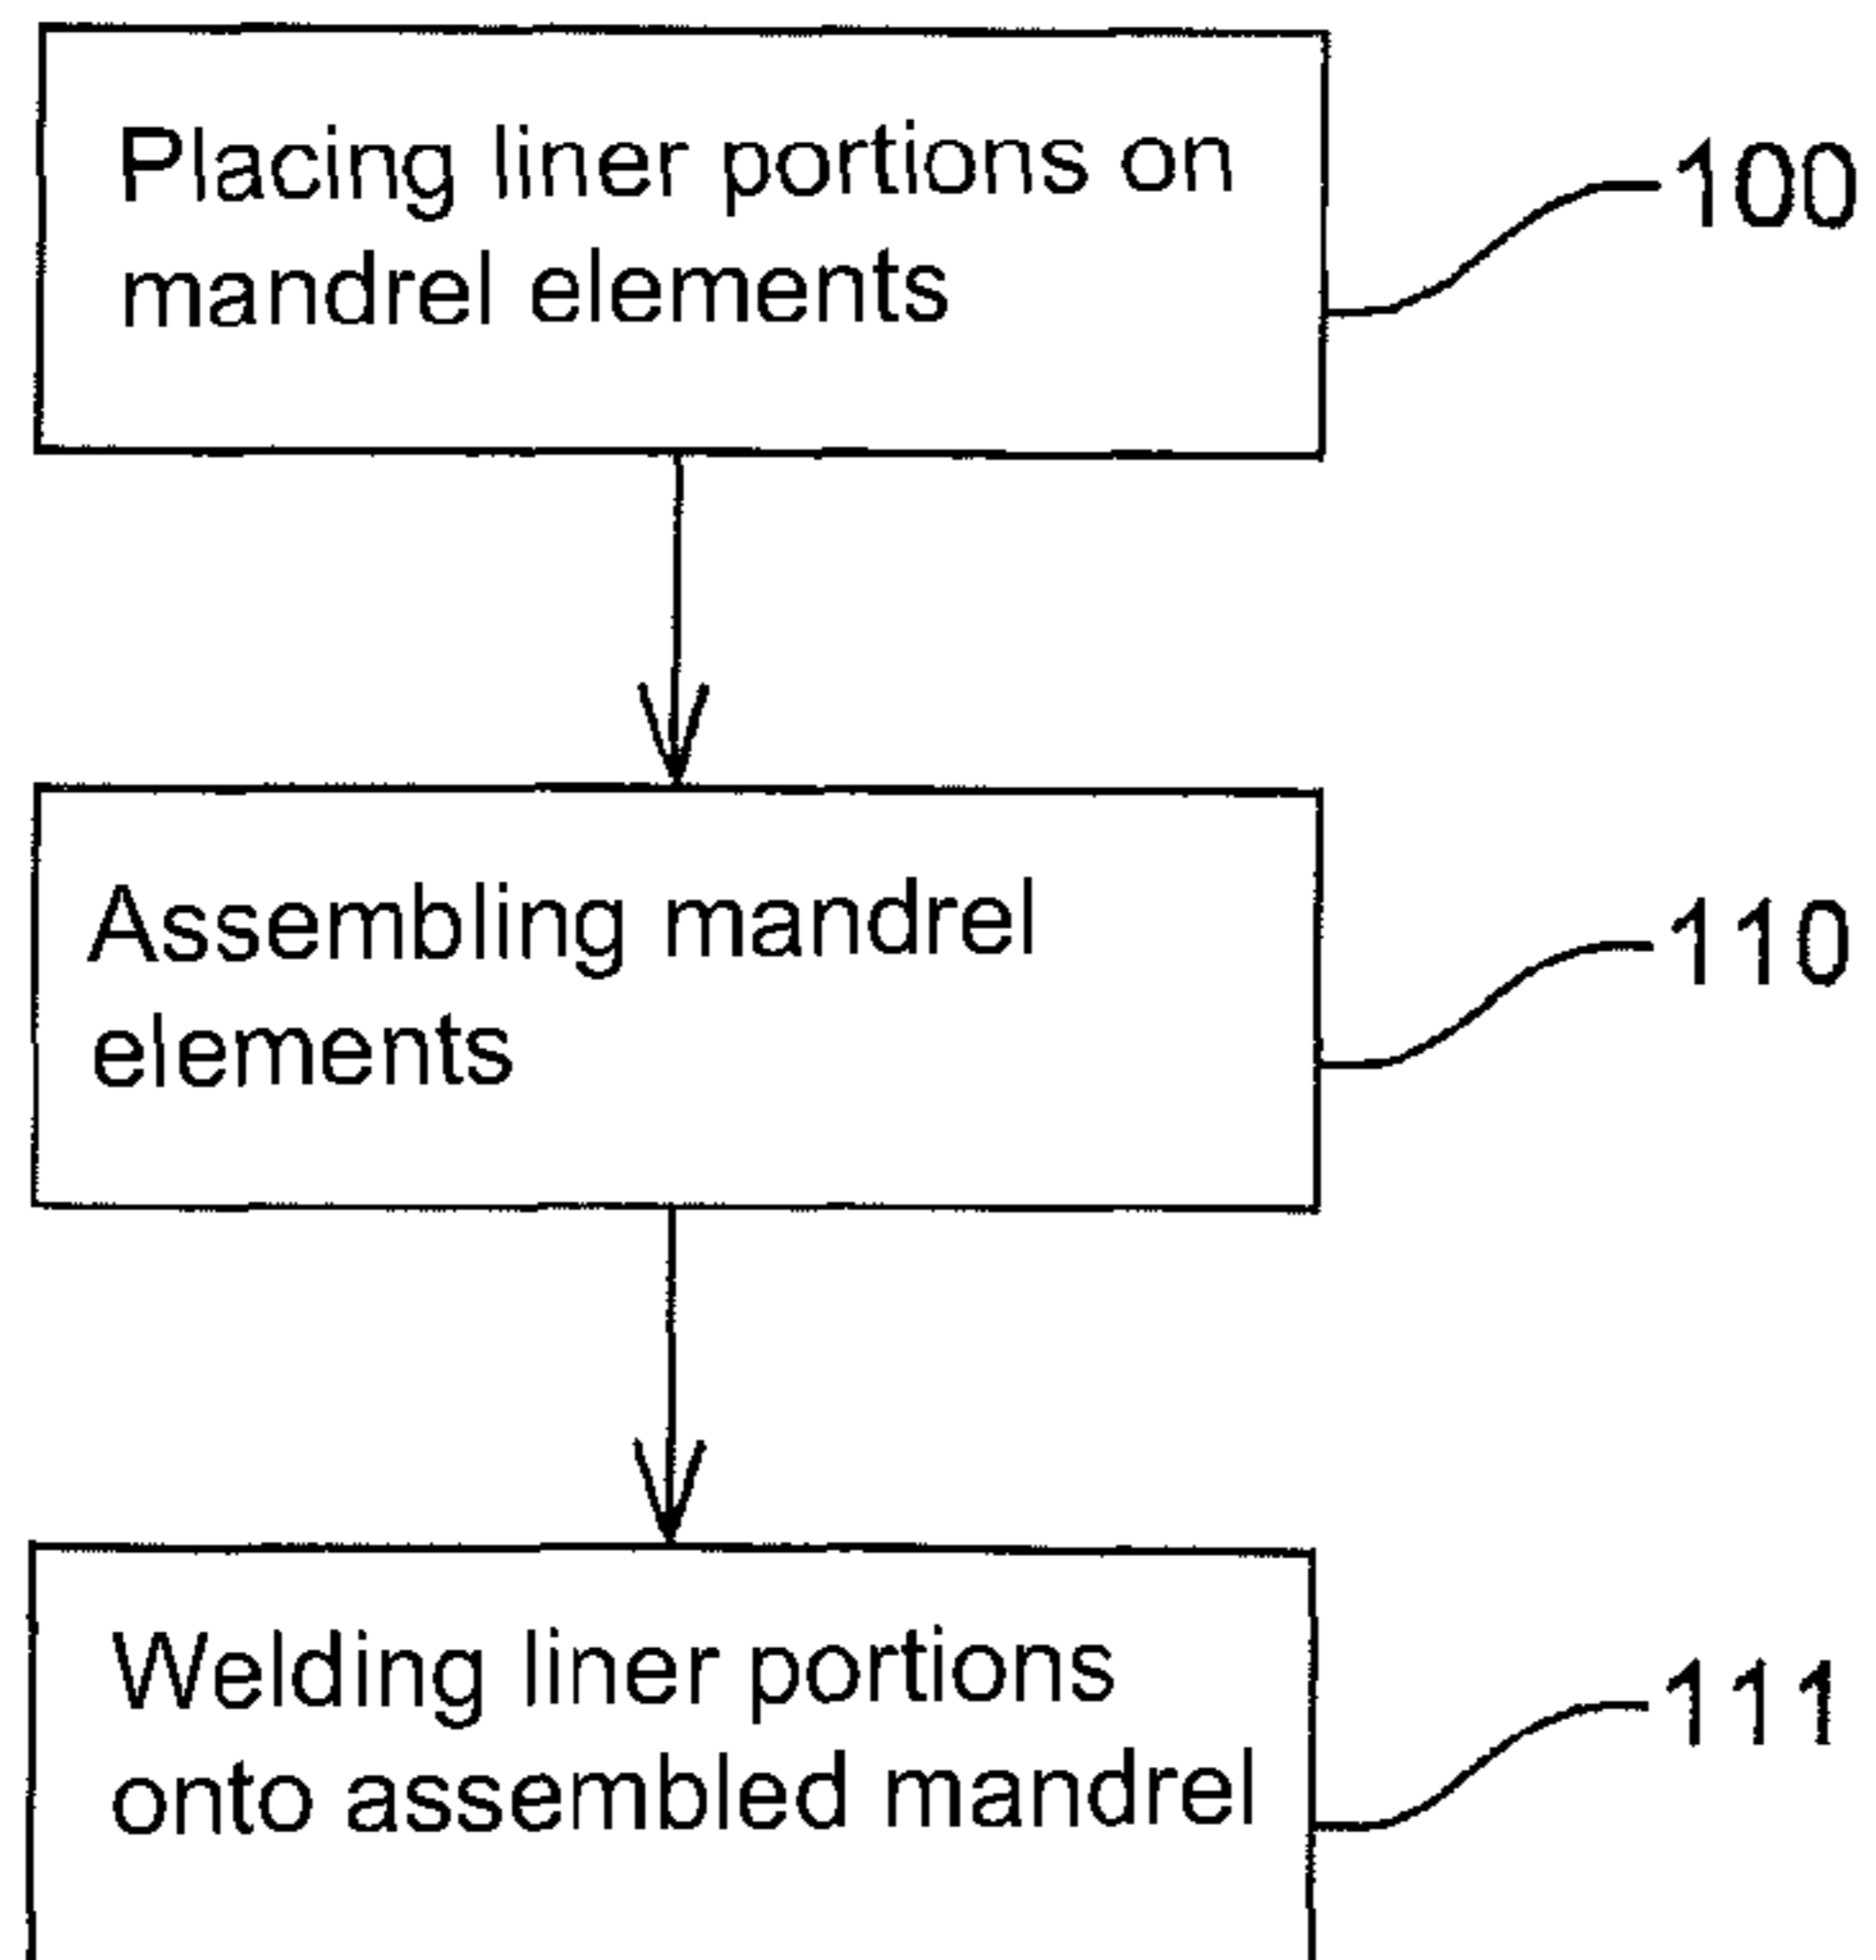 Placing liner portions on
mandrel elements
100
Assembling mandrel
elements
110
Welding liner portions
onto assembled mandrel
111